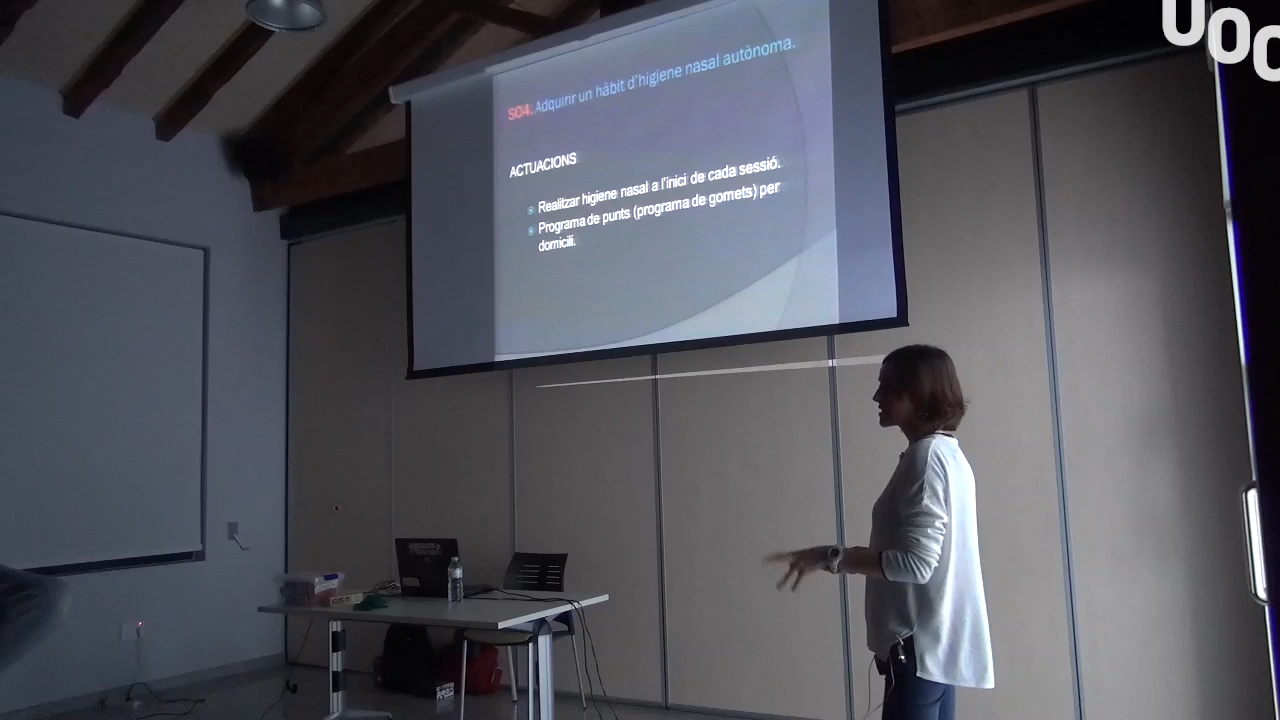 UOC
SO4. Adquirir un hàbit d'higiene nasal autònoma.
ACTUACIONS
Realitzar higiene nasal a l'inici de cada sessió.
Programa de punts (programa de gomets) per
domicili.